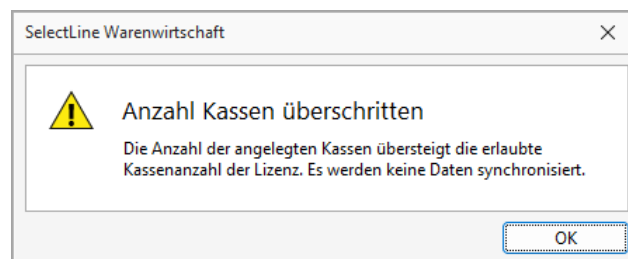 SelectLine Warenwirtschaft
Anzahl Kassen überschritten
Die Anzahl der angelegten Kassen übersteigt die erlaubte
Kassenanzahl der Lizenz. Es werden keine Daten synchronisiert.
OK